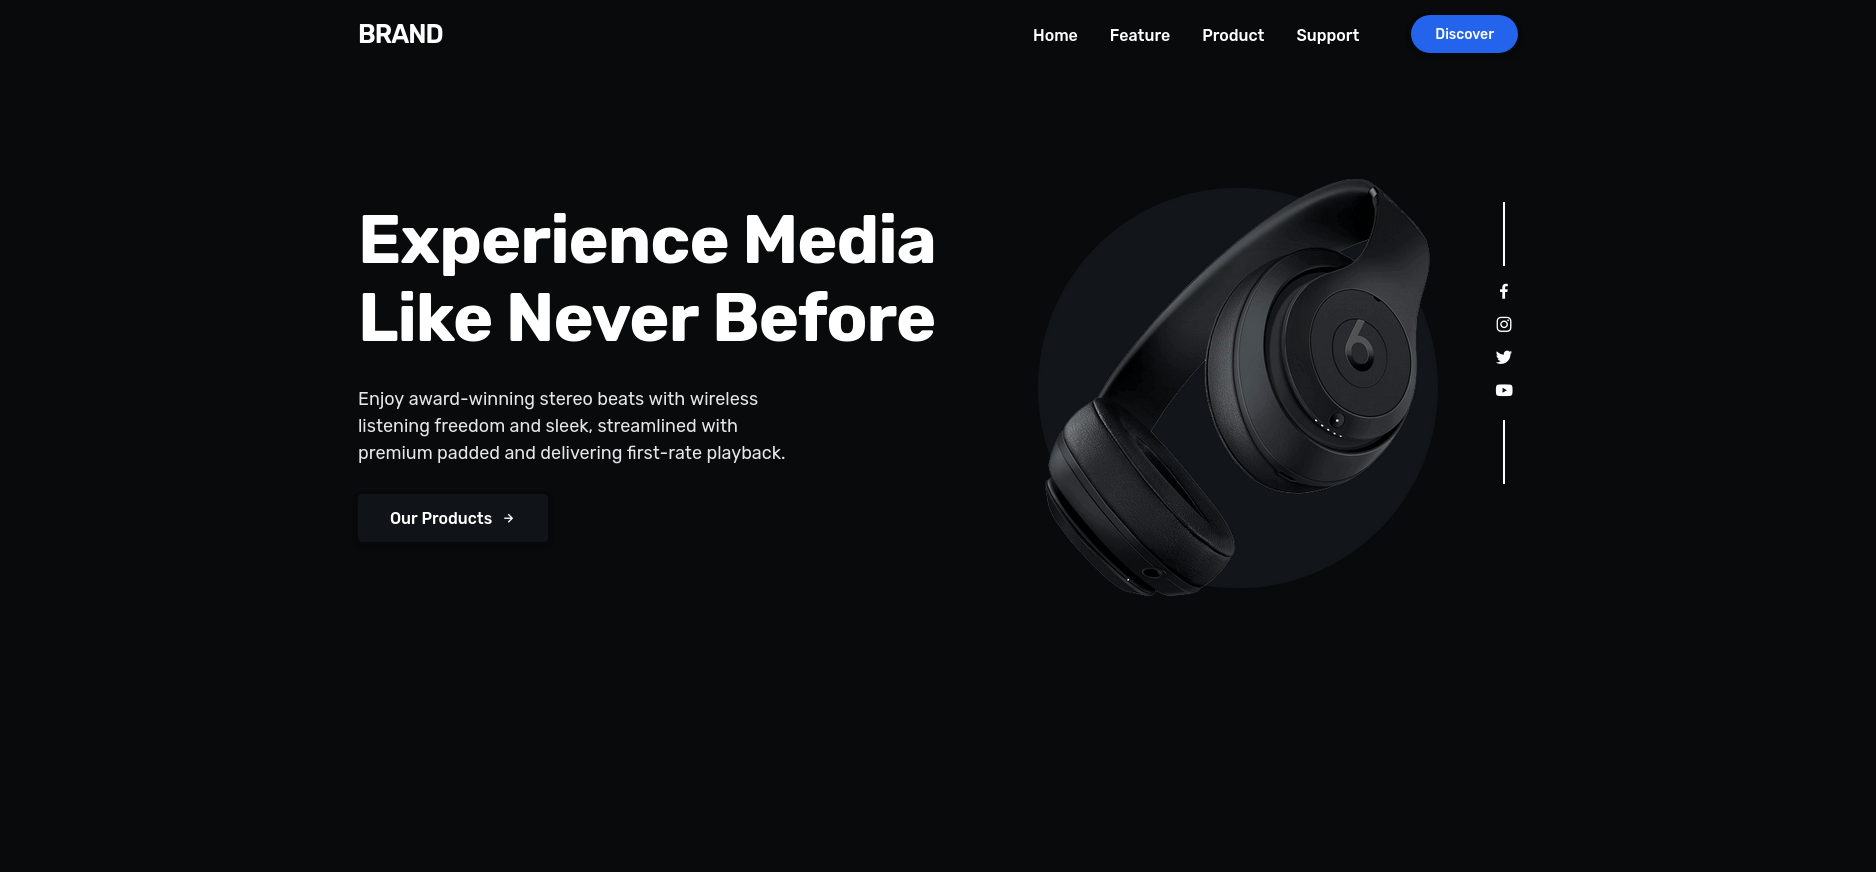 BRAND
Home
Feature
Product
Support
Discover
Experience Media
Like Never Before
Enjoy award-winning stereo beats with wireless
listening freedom and sleek, streamlined with
premium padded and delivering first-rate playback.
Our Products